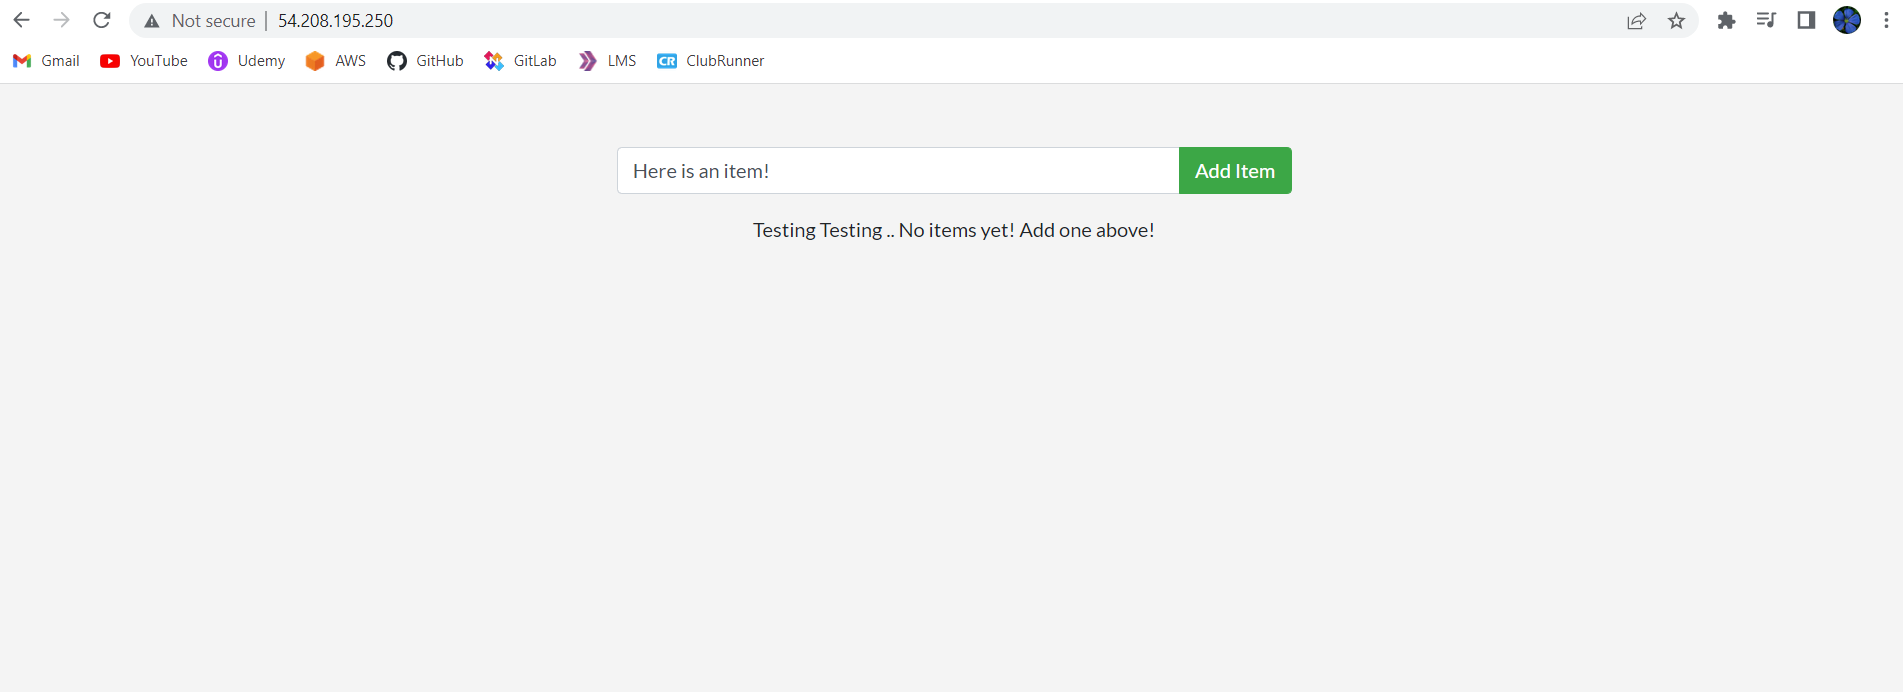 Not secure | 54.208.195.250
Gmail YouTube Udemy AWS GitHub GitLab LMS CR ClubRunner
Here is an item! Add Item
Testing Testing .. No items yet! Add one above!